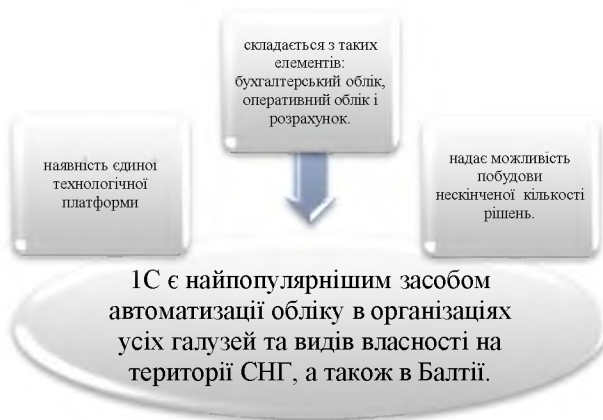 складається з таких
елементів:
бухгалтерський облік,
оперативний облік і
розрахунок.
наявність єдиної
технологічної
платформи
надає можливість
побудови
нескінченої кількості
рішень.
1С є найпопулярнішим засобом
автоматизації обліку в організаціях
усіх галузей та видів власності на
території СНГ, а також в Балтії.